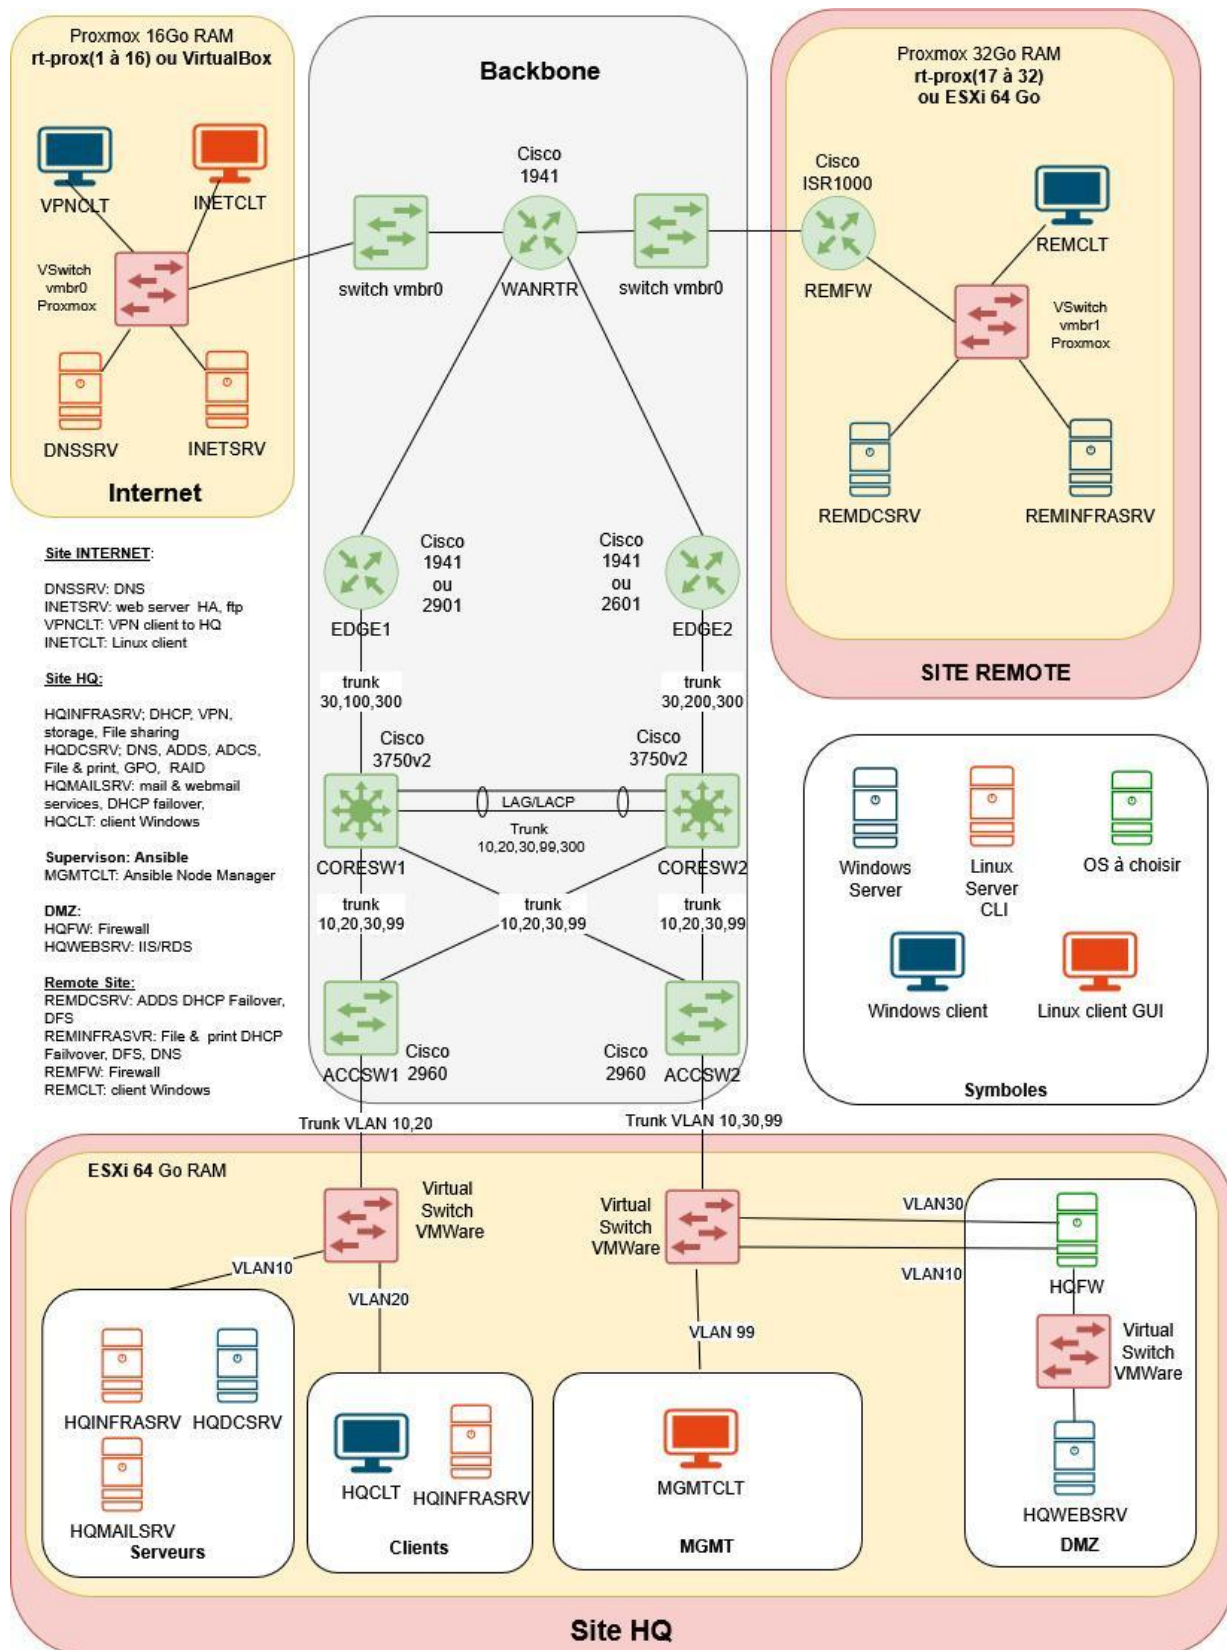 Proxmox 16Go RAM
rt-prox(1 à 16) ou VirtualBox
VPNCLT
INETCLT
VSwitch
vmbr0
Proxmox
DNSSRV
INETSRV
Internet
Backbone
Cisco
1941
switch vmbr0
WANRTR
switch vmbr0
Cisco
1941
ou
2901
EDGE1
Cisco
1941
ou
2601
EDGE2
trunk
30,100,300
trunk
30,200,300
Cisco
3750v2
Cisco
3750v2
LAG/LACP
Trunk
10,20,30,99,300
CORESW1
CORESW2
trunk
10,20,30,99
trunk
10,20,30,99
trunk
10,20,30,99
ACCSW1
Cisco
2960
Cisco
2960
ACCSW2
Proxmox 32Go RAM
rt-prox(17 à 32)
ou ESXi 64 Go
Cisco
ISR1000
REMFW
REMCLT
VSwitch
vmbr1
Proxmox
REMDCSRV
REMINFRASRV
SITE REMOTE
Site INTERNET:
DNSSRV: DNS
INETSRV: web server HA, ftp
VPNCLT: VPN client to HQ
INETCLT: Linux client
Site HQ:
HQINFRASRV; DHCP, VPN,
storage, File sharing
HQDCSRV; DNS, ADDS, ADCS,
File & print, GPO, RAID
HQMAILSRV: mail & webmail
services, DHCP failover,
HQCLT: client Windows
Supervison: Ansible
MGMTCLT: Ansible Node Manager
DMZ:
HQFW: Firewall
HQWEBSRV: IIS/RDS
Remote Site:
REMDCSRV: ADDS DHCP Failover,
DFS
REMINFRASVR: File & print DHCP
Failvover, DFS, DNS
REMFW: Firewall
REMCLT: client Windows
Windows
Server
Linux
Server
CLI
OS à choisir
Windows client
Linux client GUI
Symboles
Trunk VLAN 10,20
Trunk VLAN 10,30,99
ESXi 64 Go RAM
Virtual
Switch
VMWare
Virtual
Switch
VMWare
VLAN10
VLAN20
VLAN 99
VLAN30
VLAN10
HQFW
Virtual
Switch
VMWare
HQWEBSRV
DMZ
HQINFRASRV
HQDCSRV
HQMAILSRV
Serveurs
HQCLT
HQINFRASRV
Clients
MGMTCLT
MGMT
Site HQ